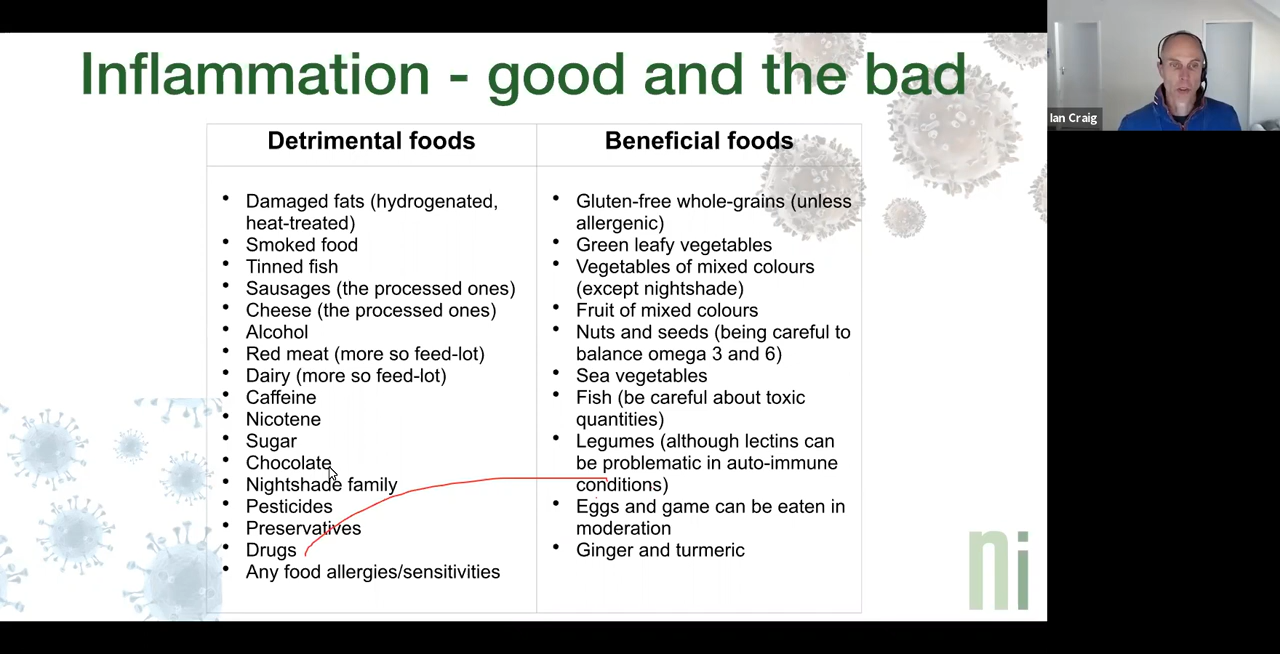 Inflammation - good and the bad
Detrimental foods
• Damaged fats (hydrogenated,
heat-treated)
• Smoked food
• Tinned fish
• Sausages (the processed ones)
• Cheese (the processed ones)
• Alcohol
• Red meat (more so feed-lot)
• Dairy (more so feed-lot)
• Caffeine
• Nicotene
• Sugar
• Chocolate
• Nightshade family
• Pesticides
• Preservatives
• Drugs
• Any food allergies/sensitivities
Beneficial foods
• Gluten-free whole-grains (unless
allergenic)
• Green leafy vegetables
• Vegetables of mixed colours
(except nightshade)
• Fruit of mixed colours
• Nuts and seeds (being careful to
balance omega 3 and 6)
• Sea vegetables
• Fish (be careful about toxic
quantities)
• Legumes (although lectins can
be problematic in auto-immune
conditions)
• Eggs and game can be eaten in
moderation
• Ginger and turmeric
ni
Ian Craig